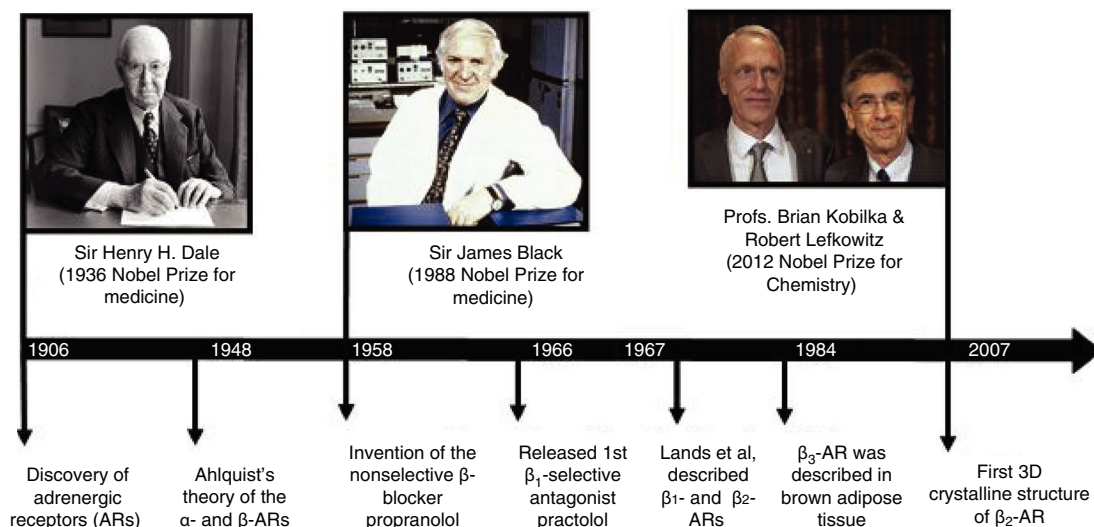 Sir Henry H. Dale
(1936 Nobel Prize for
medicine)
Sir James Black
(1988 Nobel Prize for
medicine)
Profs. Brian Kobilka &
Robert Lefkowitz
(2012 Nobel Prize for
Chemistry)
1906 1948 1958 1966 1967 1984 2007
Discovery of
adrenergic
receptors (ARs)
Ahlquist's
theory of the
α- and β-ARs
Invention of the
nonselective β-
blocker
propranolol
Released 1st
β₁-selective
antagonist
practolol
Lands et al,
described
β₁- and β₂-
ARs
β₃-AR was
described in
brown adipose
tissue
First 3D
crystalline structure
of β₂-AR